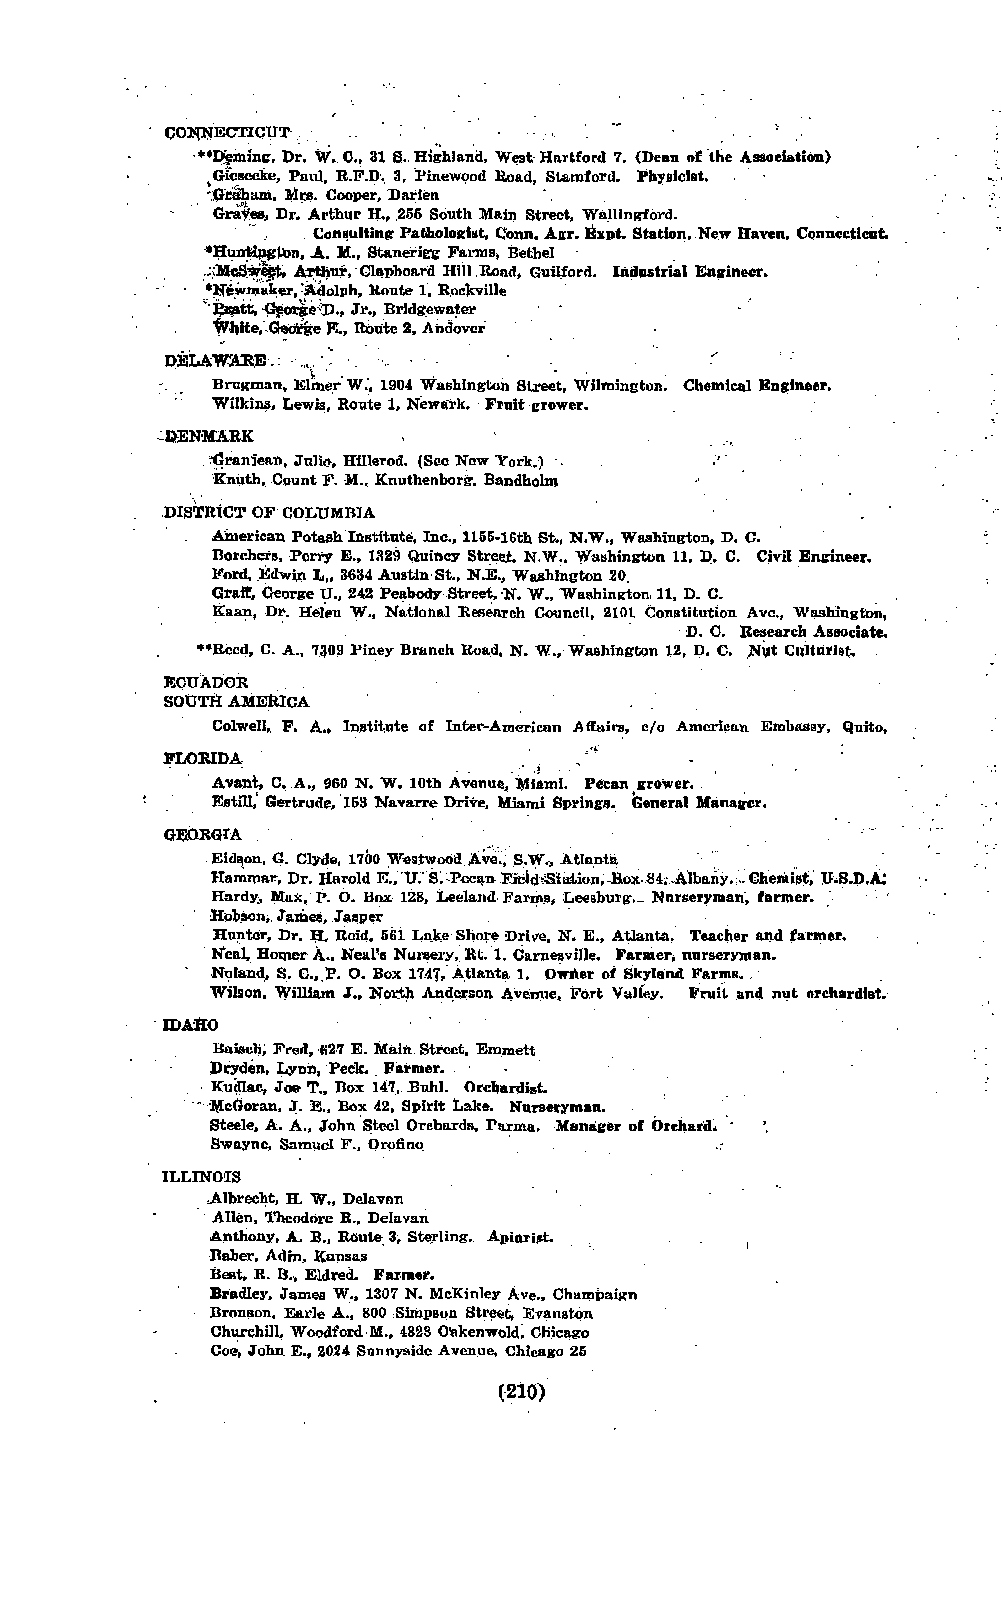 CONNECTICUT
**Deming, Dr. W. C., 31 S. Highland, West Hartford 7. (Dean of the Association)
Giesecke, Paul, R.F.D. 3, Pinewood Road, Stamford. Physicist.
Graham, Mrs. Cooper, Darien
Graves, Dr. Arthur H., 255 South Main Street, Wallingford.
Consulting Pathologist, Conn. Agr. Expt. Station, New Haven, Connecticut.
*Huntington, A. M., Stanerigg Farms, Bethel
McSweet, Arthur, Clapboard Hill Road, Guilford. Industrial Engineer.
*Newmaker, Adolph, Route 1, Rockville
Pratt, George D., Jr., Bridgewater
White, George E., Route 2, Andover
DELAWARE
Brugman, Elmer W., 1904 Washington Street, Wilmington. Chemical Engineer.
Wilkins, Lewis, Route 1, Newark. Fruit grower.
DENMARK
Granjean, Julio, Hillerod. (See New York.)
Knuth, Count F. M., Knuthenborg, Bandholm
DISTRICT OF COLUMBIA
American Potash Institute, Inc., 1155-16th St., N.W., Washington, D. C.
Borchers, Perry E., 1329 Quincy Street, N.W., Washington 11, D. C. Civil Engineer.
Ford, Edwin L., 3634 Austin St., N.E., Washington 20.
Graff, George U., 242 Peabody Street, N. W., Washington 11, D. C.
Kaan, Dr. Helen W., National Research Council, 2101 Constitution Ave., Washington,
D. C. Research Associate.
**Reed, C. A., 7309 Piney Branch Road, N. W., Washington 12, D. C. Nut Culturist.
ECUADOR
SOUTH AMERICA
Colwell, F. A., Institute of Inter-American Affairs, c/o American Embassy, Quito,
FLORIDA
Avant, C. A., 960 N. W. 10th Avenue, Miami. Pecan grower.
Estill, Gertrude, 153 Navarre Drive, Miami Springs. General Manager.
GEORGIA
Eidson, G. Clyde, 1700 Westwood Ave., S.W., Atlanta
Hammar, Dr. Harold E., U. S. Pecan Field Station, Box 84, Albany. Chemist, U.S.D.A.
Hardy, Max, P. O. Box 128, Leeland Farms, Leesburg. Nurseryman, farmer.
Hobson, James, Jasper
Hunter, Dr. H. Reid, 561 Lake Shore Drive, N. E., Atlanta. Teacher and farmer.
Neal, Homer A., Neal's Nursery, Rt. 1, Carnesville. Farmer, nurseryman.
Noland, S. C., P. O. Box 1747, Atlanta 1. Owner of Skyland Farms.
Wilson, William J., North Anderson Avenue, Fort Valley. Fruit and nut orchardist.
IDAHO
Baisch, Fred, 627 E. Main Street, Emmett
Dryden, Lynn, Peck. Farmer.
Kudlac, Joe T., Box 147, Buhl. Orchardist.
McGoran, J. E., Box 42, Spirit Lake. Nurseryman.
Steele, A. A., John Steel Orchards, Parma. Manager of Orchard.
Swayne, Samuel F., Orofino
ILLINOIS
Albrecht, H. W., Delavan
Allen, Theodore R., Delavan
Anthony, A. B., Route 3, Sterling. Apiarist.
Baber, Adin, Kansas
Best, R. B., Eldred. Farmer.
Bradley, James W., 1307 N. McKinley Ave., Champaign
Bronson, Earle A., 800 Simpson Street, Evanston
Churchill, Woodford M., 4823 Oakenwold, Chicago
Coe, John E., 2024 Sunnyside Avenue, Chicago 25
(210)